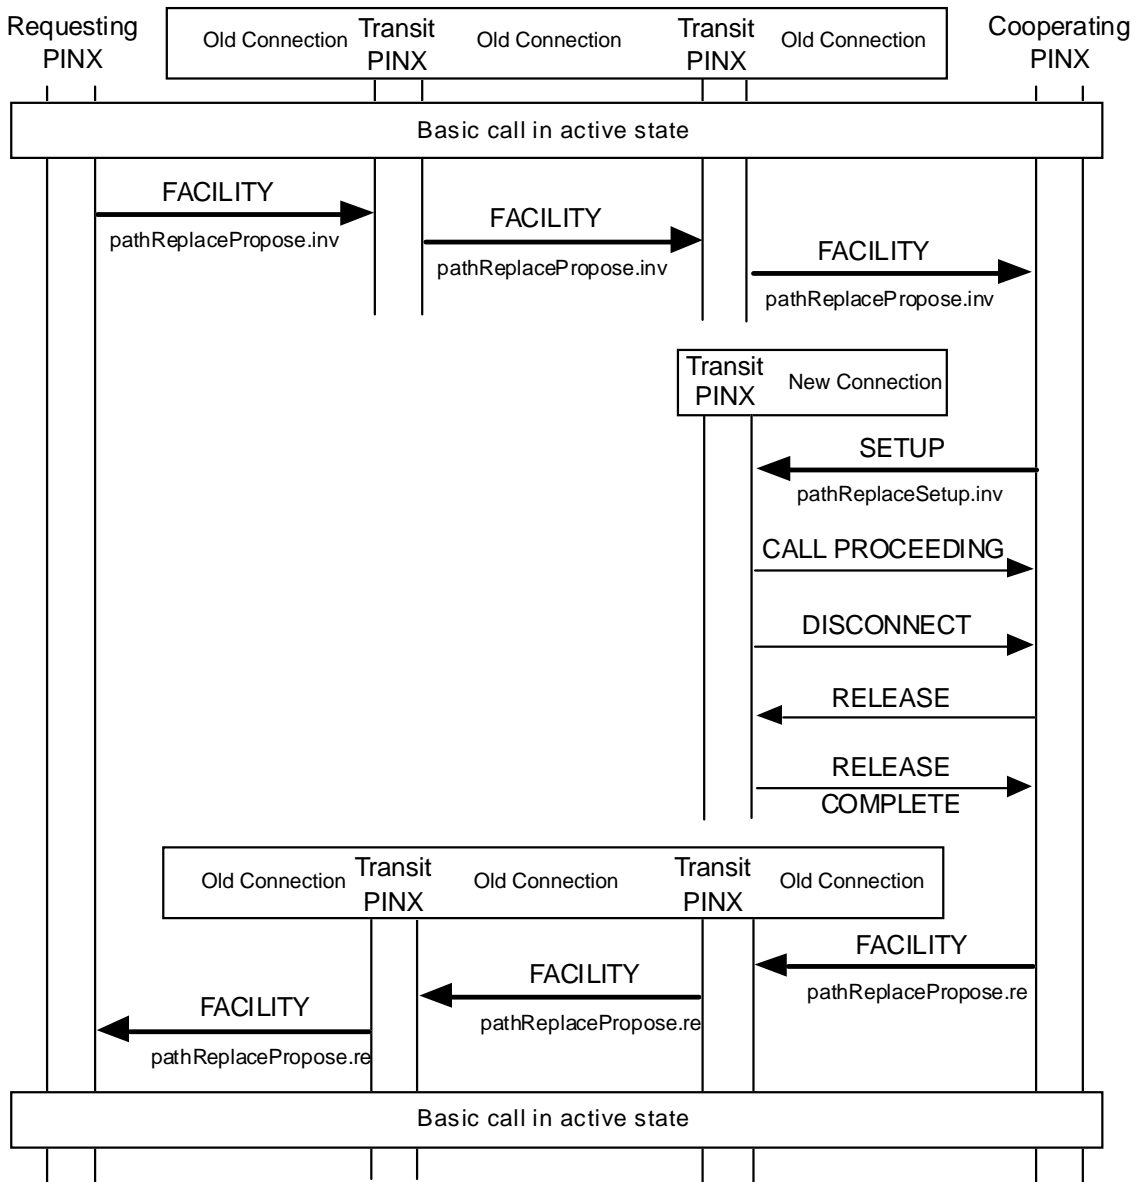 Requesting
PINX
Old Connection
Transit
PINX
Old Connection
Transit
PINX
Old Connection
Cooperating
PINX
Basic call in active state
FACILITY
pathReplacePropose.inv
FACILITY
pathReplacePropose.inv
FACILITY
pathReplacePropose.inv
Transit
PINX
New Connection
SETUP
pathReplaceSetup.inv
CALL PROCEEDING
DISCONNECT
RELEASE
RELEASE
COMPLETE
Old Connection
Transit
PINX
Old Connection
Transit
PINX
Old Connection
FACILITY
pathReplacePropose.re
FACILITY
pathReplacePropose.re
FACILITY
pathReplacePropose.re
Basic call in active state